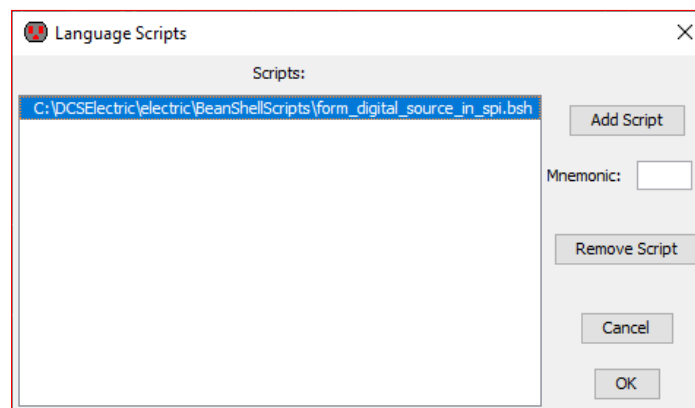 Language Scripts
Scripts:
C:\DCSElectric\electric\BeanShellScripts\form_digital_source_in_spi.bsh
Add Script
Mnemonic:
Remove Script
Cancel
OK